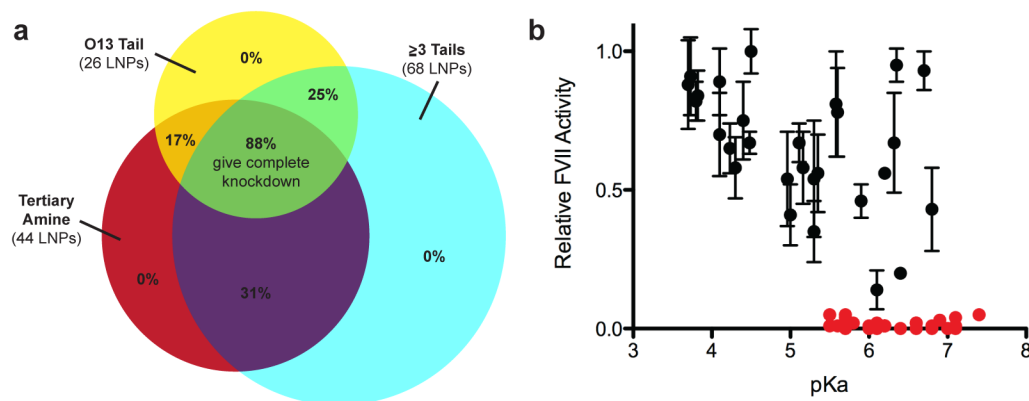 a
O13 Tail
(26 LNPs)
0%
≥3 Tails
(68 LNPs)
25%
17%
88%
give complete
knockdown
Tertiary
Amine
(44 LNPs)
0%
31%
0%
b
Relative FVII Activity
1.0
0.5
0.0
3 4 5 6 7 8
pKa